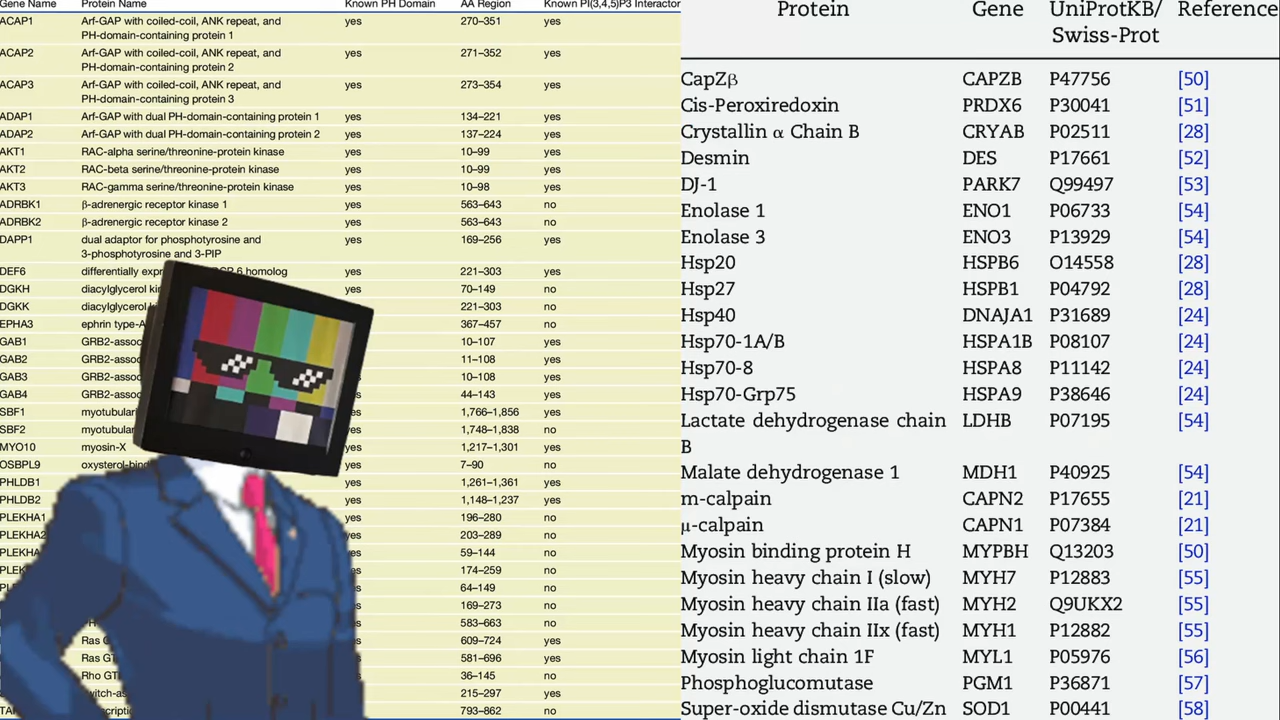 Gene Name Protein Name Known PH Domain AA Region Known PI(3,4,5)P3 Interactor
ACAP1 Arf-GAP with coiled-coil, ANK repeat, and yes 270–351 yes
PH-domain-containing protein 1
ACAP2 Arf-GAP with coiled-coil, ANK repeat, and yes 271–352 yes
PH-domain-containing protein 2
ACAP3 Arf-GAP with coiled-coil, ANK repeat, and yes 273–354 yes
PH-domain-containing protein 3
ADAP1 Arf-GAP with dual PH-domain-containing protein 1 yes 134–221 yes
ADAP2 Arf-GAP with dual PH-domain-containing protein 2 yes 137–224 yes
AKT1 RAC-alpha serine/threonine-protein kinase yes 10–99 yes
AKT2 RAC-beta serine/threonine-protein kinase yes 10–99 yes
AKT3 RAC-gamma serine/threonine-protein kinase yes 10–98 yes
ADRBK1 β-adrenergic receptor kinase 1 yes 563–643 no
ADRBK2 β-adrenergic receptor kinase 2 yes 563–643 no
DAPP1 dual adaptor for phosphotyrosine and yes 169–256 yes
3-phosphotyrosine and 3-PIP
DEF6 differentially homolog yes 221–303 yes
DGKH diacylglycerol yes 70–149 no
DGKK diacylglycerol 221–303 no
EPHA3 ephrin 367–457 no
GAB1 10–107 yes
GAB2 11–108 yes
GAB3 10–108 yes
GAB4 44–143 yes
SBF1 1,766–1,856 yes
SBF2 1,748–1,838 no
MYO10 myosin-X yes 1,217–1,301 yes
OSBPL9 yes 7–90 no
PHLDB1 yes 1,261–1,361 yes
PHLDB2 yes 1,148–1,237 yes
PLEKHA1 yes 196–280 no
PLEKHA2 yes 203–289 yes
59–144 no
174–259 yes
64–149 no
169–273 no
583–663 no
Ras 609–724 yes
Ras 581–696 yes
Rho 36–145 no
215–297 yes
793–862 no
Protein Gene UniProtKB/ Reference
Swiss-Prot
CapZβ CAPZB P47756 [50]
Cis-Peroxiredoxin PRDX6 P30041 [51]
Crystallin α Chain B CRYAB P02511 [28]
Desmin DES P17661 [52]
DJ-1 PARK7 Q99497 [53]
Enolase 1 ENO1 P06733 [54]
Enolase 3 ENO3 P13929 [54]
Hsp20 HSPB6 O14558 [28]
Hsp27 HSPB1 P04792 [28]
Hsp40 DNAJA1 P31689 [24]
Hsp70-1A/B HSPA1B P08107 [24]
Hsp70-8 HSPA8 P11142 [24]
Hsp70-Grp75 HSPA9 P38646 [24]
Lactate dehydrogenase chain LDHB P07195 [54]
B
Malate dehydrogenase 1 MDH1 P40925 [54]
m-calpain CAPN2 P17655 [21]
μ-calpain CAPN1 P07384 [21]
Myosin binding protein H MYPBH Q13203 [50]
Myosin heavy chain I (slow) MYH7 P12883 [55]
Myosin heavy chain IIa (fast) MYH2 Q9UKX2 [55]
Myosin heavy chain IIx (fast) MYH1 P12882 [55]
Myosin light chain 1F MYL1 P05976 [56]
Phosphoglucomutase PGM1 P36871 [57]
Super-oxide dismutase Cu/Zn SOD1 P00441 [58]